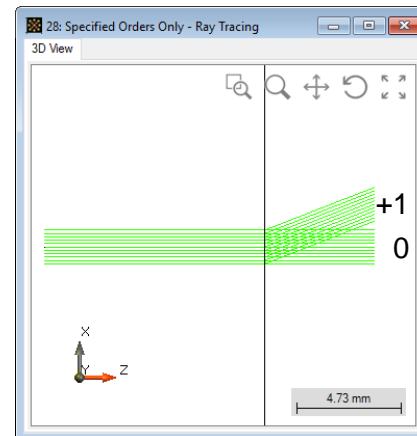 28: Specified Orders Only - Ray Tracing
3D View
+1
0
X
Y
Z
4.73 mm